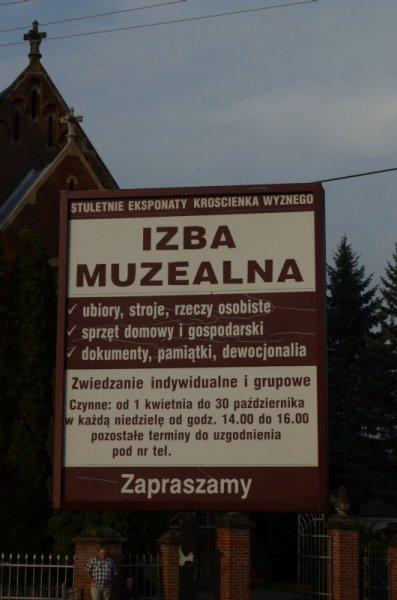 STULETNIE EKSPONATY KROSCIENKA WYZNEGO
IZBA
MUZEALNA
✓ ubiory, stroje, rzeczy osobiste
✓ sprzęt domowy i gospodarski
✓ dokumenty, pamiątki, dewocjonalia
Zwiedzanie indywidualne i grupowe
Czynne: od 1 kwietnia do 30 października
w każdą niedzielę od godz. 14.00 do 16.00
pozostałe terminy do uzgodnienia
pod nr tel.
Zapraszamy